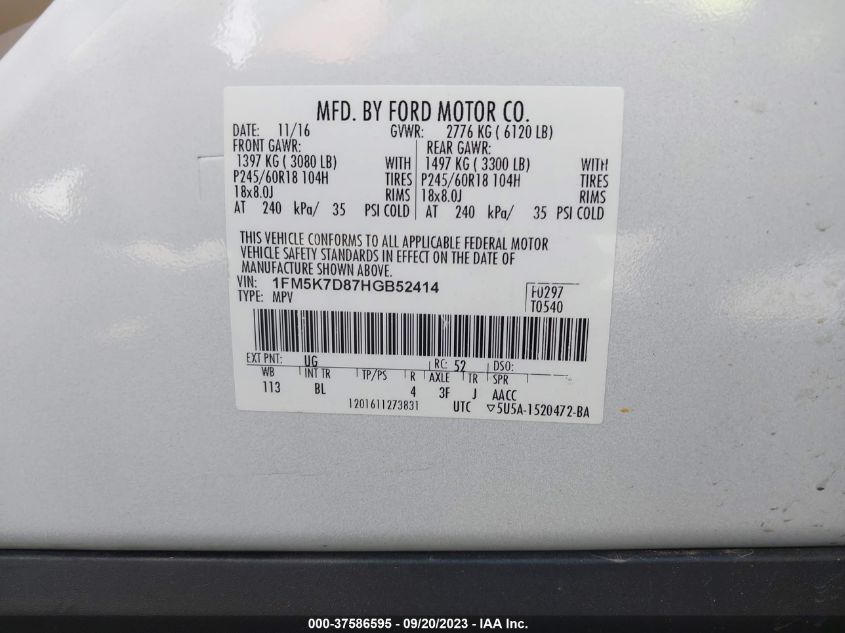 MFD. BY FORD MOTOR CO.
DATE: 11/16 GVWR: 2776 KG ( 6120 LB)
FRONT GAWR: REAR GAWR:
1397 KG ( 3080 LB) WITH 1497 KG ( 3300 LB) WITH
P245/60R18 104H TIRES P245/60R18 104H TIRES
18x8.0J RIMS 18x8.0J RIMS
AT 240 kPa/ 35 PSI COLD AT 240 kPa/ 35 PSI COLD
THIS VEHICLE CONFORMS TO ALL APPLICABLE FEDERAL MOTOR
VEHICLE SAFETY STANDARDS IN EFFECT ON THE DATE OF
MANUFACTURE SHOWN ABOVE.
VIN: 1FM5K7D87HGB52414 F0297
TYPE: MPV T0540
EXT PNT: UG RC: 52 DSO:
WB INT TR TP/PS R AXLE TR SPR
113 BL 4 3F J AACC
1201611273831 UTC ▽5U5A-1520472-BA
000-37586595 - 09/20/2023 - IAA Inc.